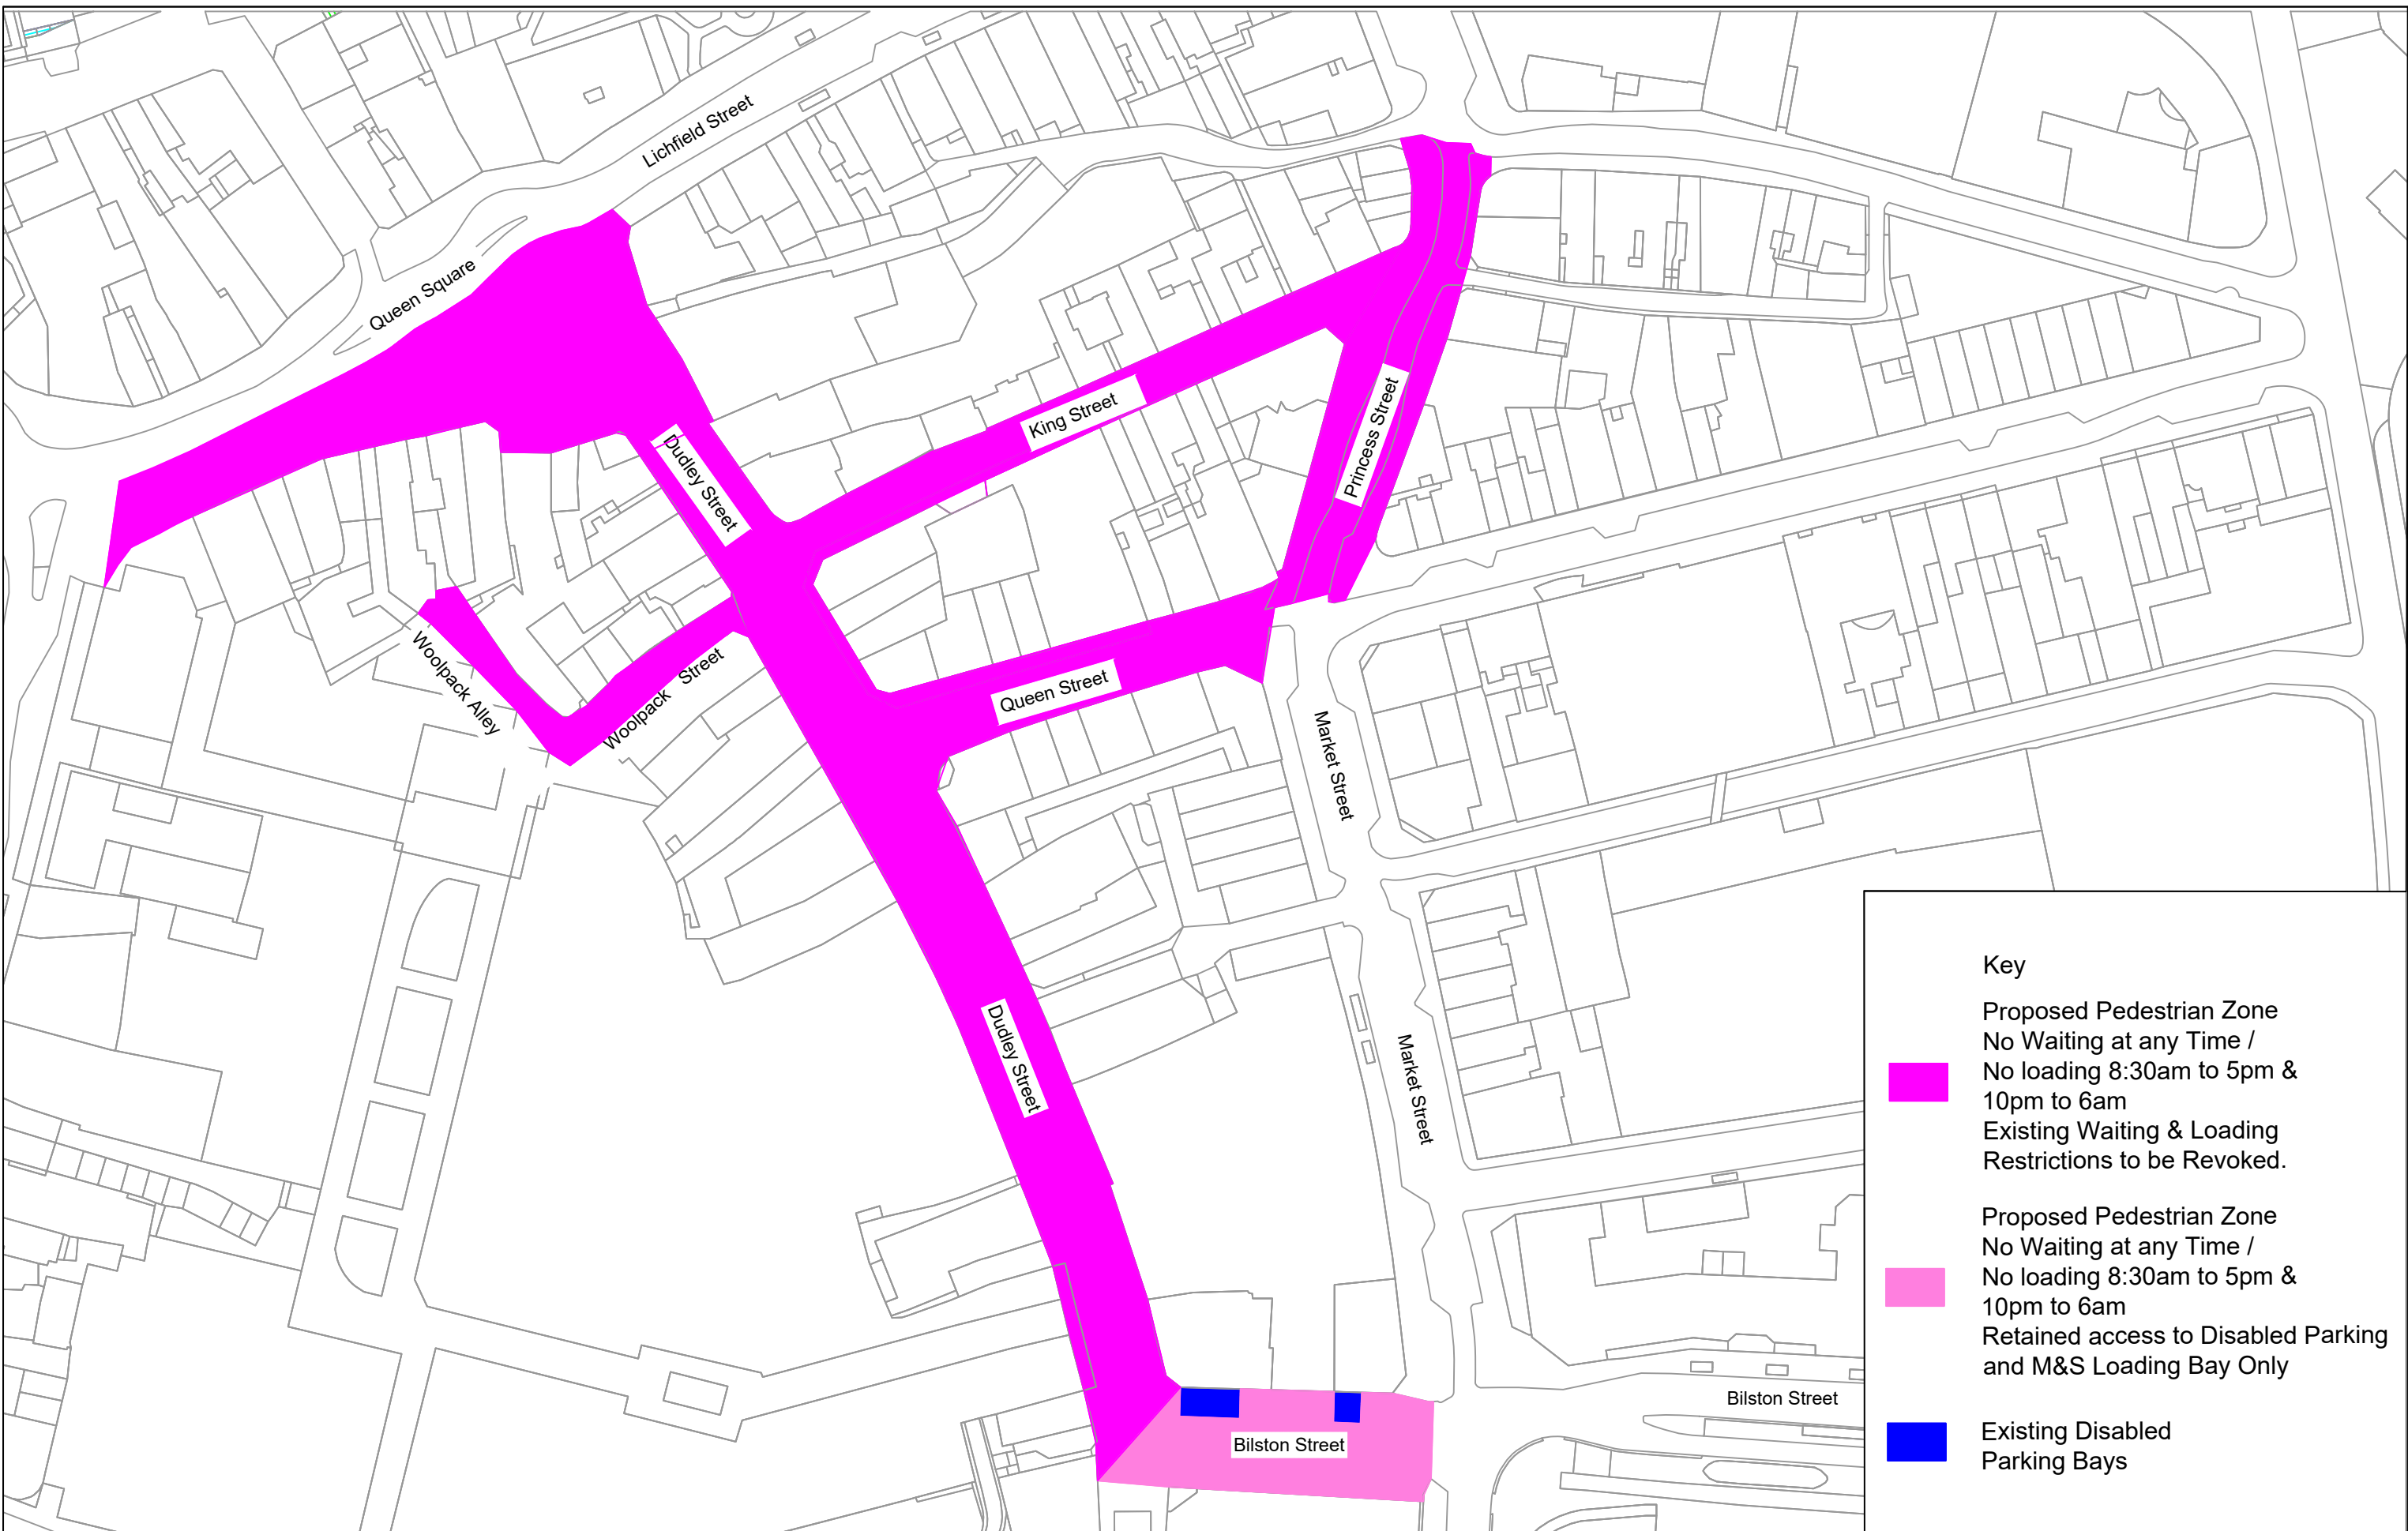 Lichfield Street
Queen Square
Dudley Street
King Street
Princess Street
Woolpack Alley
Woolpack Street
Queen Street
Market Street
Dudley Street
Market Street
Bilston Street
Bilston Street
Key
Proposed Pedestrian Zone
No Waiting at any Time /
No loading 8:30am to 5pm &
10pm to 6am
Existing Waiting & Loading
Restrictions to be Revoked.
Proposed Pedestrian Zone
No Waiting at any Time /
No loading 8:30am to 5pm &
10pm to 6am
Retained access to Disabled Parking
and M&S Loading Bay Only
Existing Disabled
Parking Bays